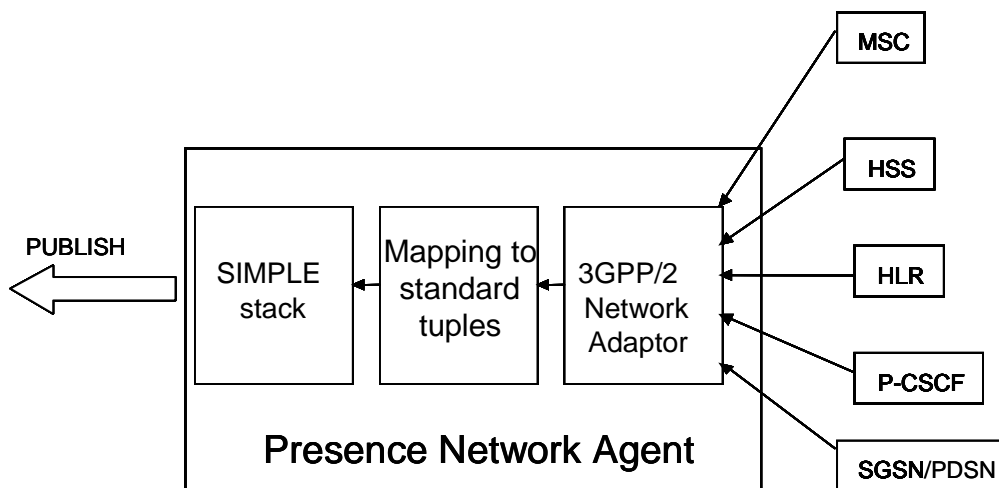 MSC
HSS
PUBLISH
SIMPLE
stack
Mapping to
standard
tuples
3GPP/2
Network
Adaptor
HLR
P-CSCF
Presence Network Agent
SGSN/PDSN